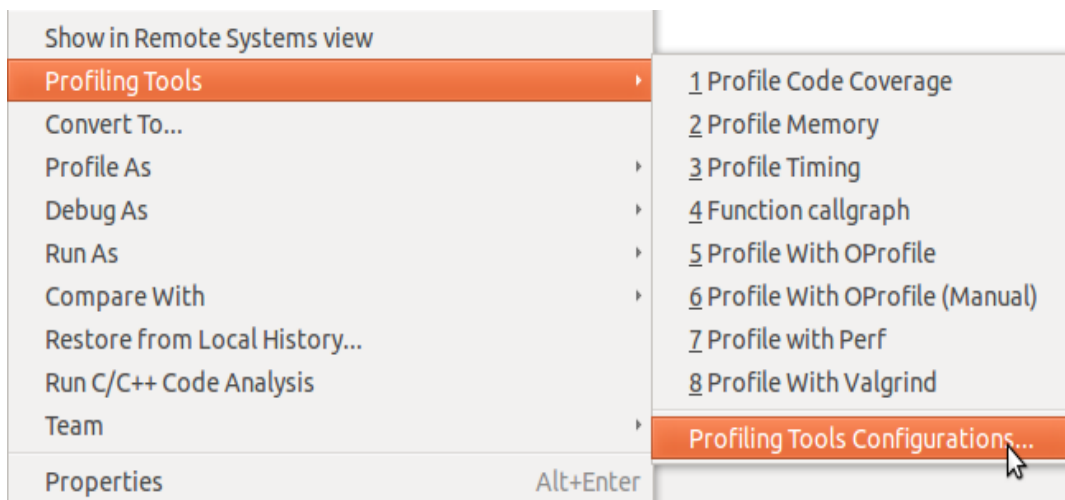 Show in Remote Systems view
Profiling Tools
Convert To...
Profile As
Debug As
Run As
Compare With
Restore from Local History...
Run C/C++ Code Analysis
Team
Properties Alt+Enter
1 Profile Code Coverage
2 Profile Memory
3 Profile Timing
4 Function callgraph
5 Profile With OProfile
6 Profile With OProfile (Manual)
7 Profile with Perf
8 Profile With Valgrind
Profiling Tools Configurations...